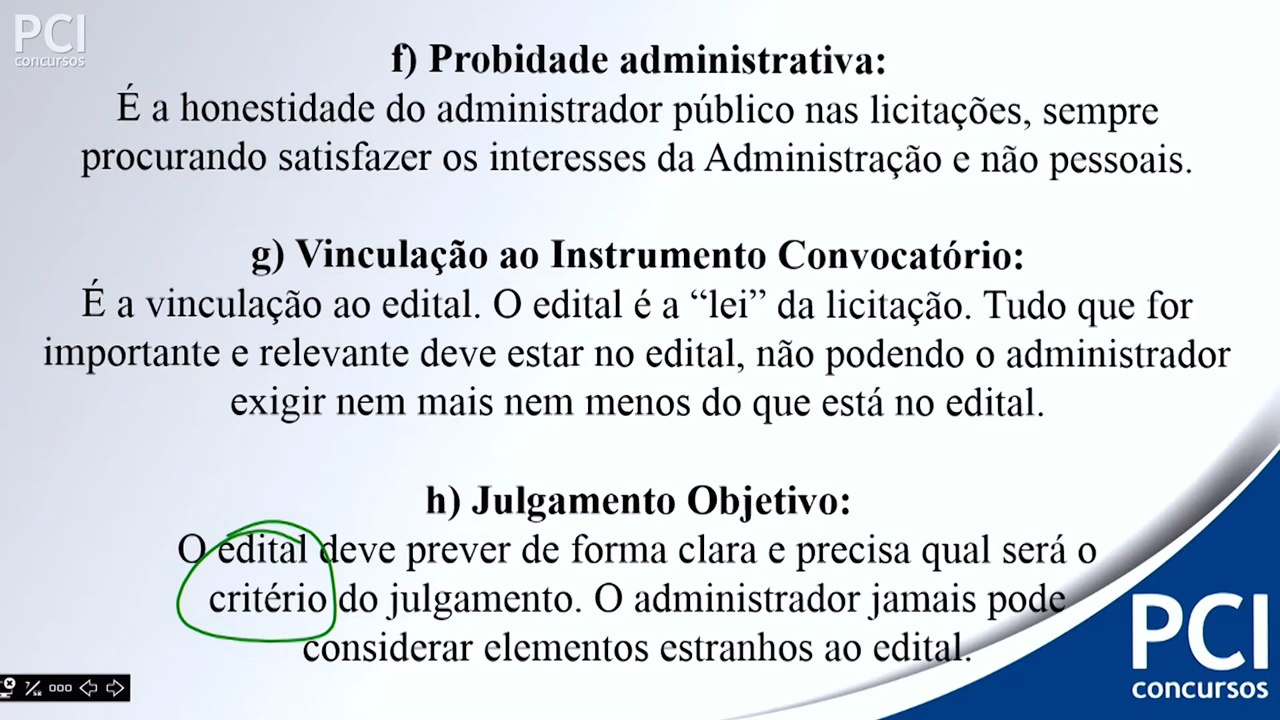 PCI
concursos
f) Probidade administrativa:
É a honestidade do administrador público nas licitações, sempre
procurando satisfazer os interesses da Administração e não pessoais.
g) Vinculação ao Instrumento Convocatório:
É a vinculação ao edital. O edital é a “lei” da licitação. Tudo que for
importante e relevante deve estar no edital, não podendo o administrador
exigir nem mais nem menos do que está no edital.
h) Julgamento Objetivo:
O edital deve prever de forma clara e precisa qual será o
critério do julgamento. O administrador jamais pode
considerar elementos estranhos ao edital.
PCI
concursos